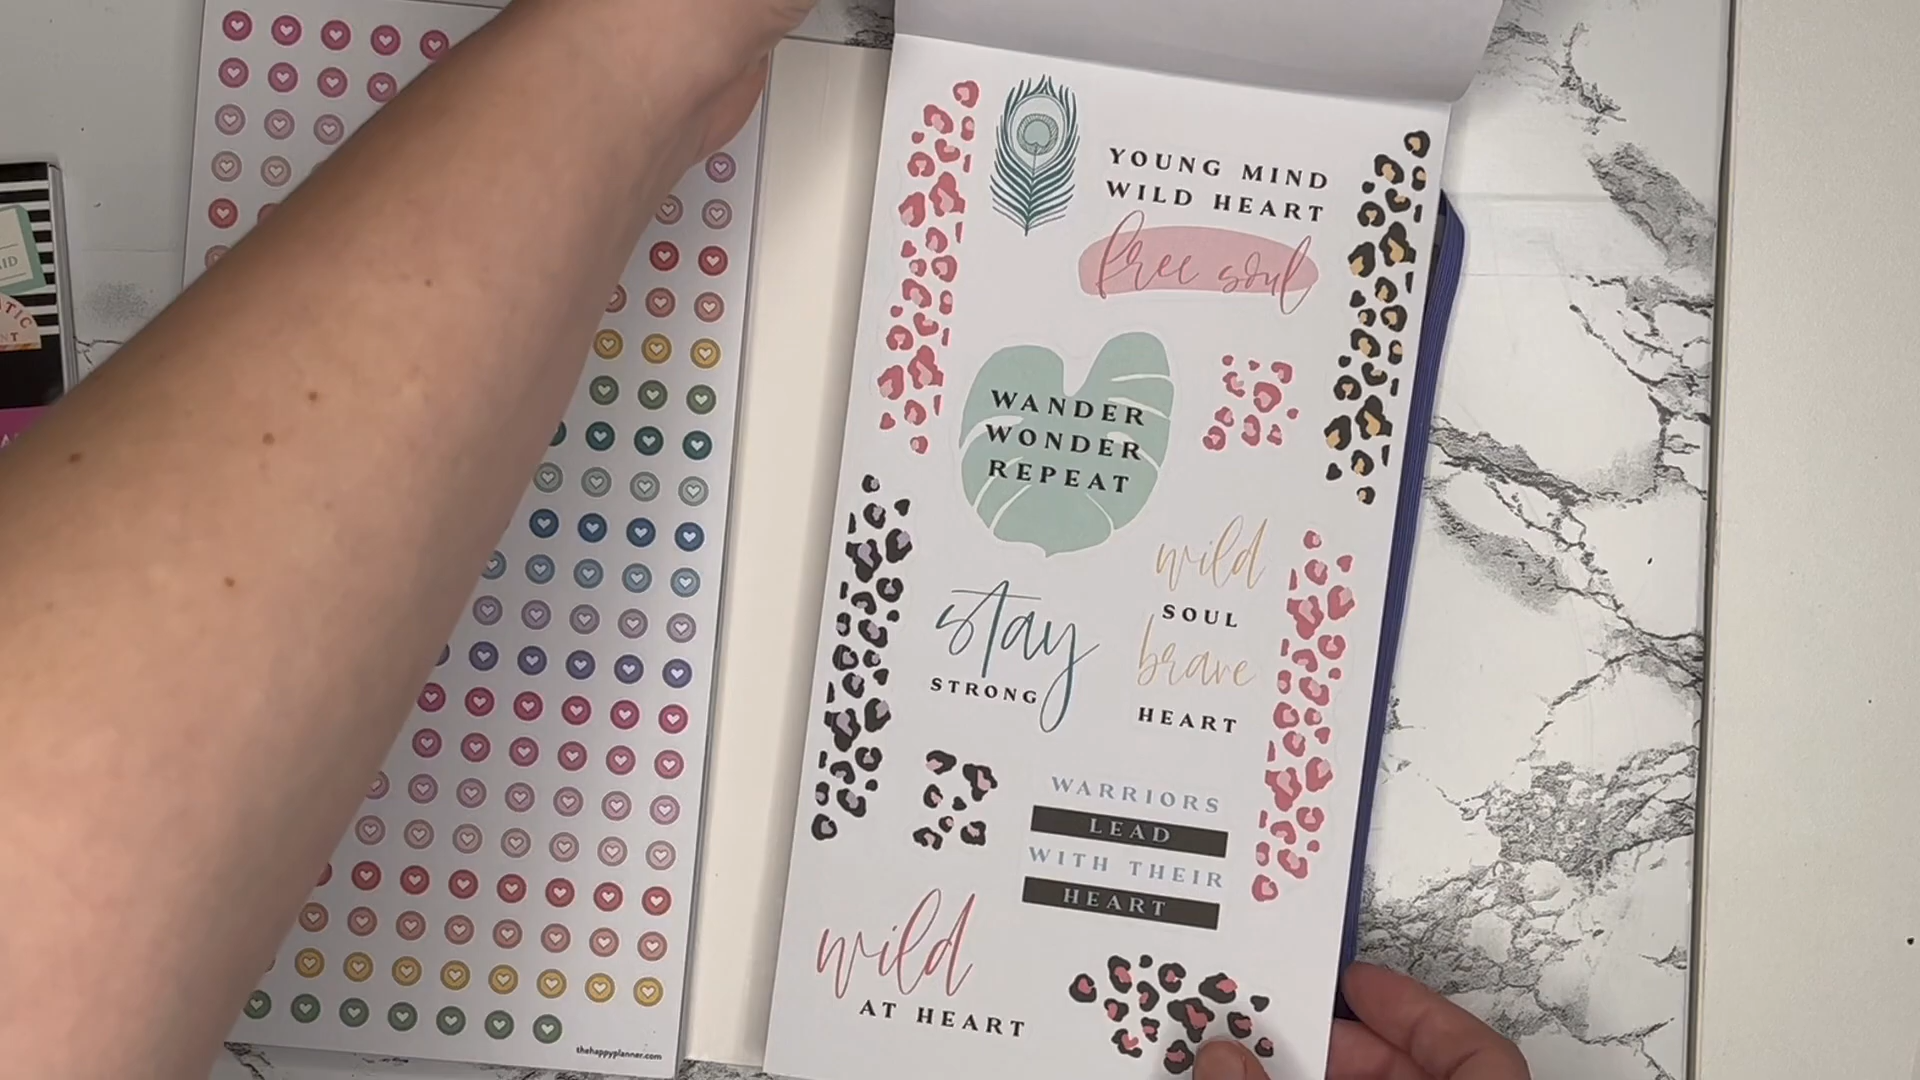 YOUNG MIND
WILD HEART
free soul
WANDER
WONDER
REPEAT
wild
SOUL
brave
HEART
stay
STRONG
WARRIORS
LEAD
WITH THEIR
HEART
wild
AT HEART
thehappyplanner.com